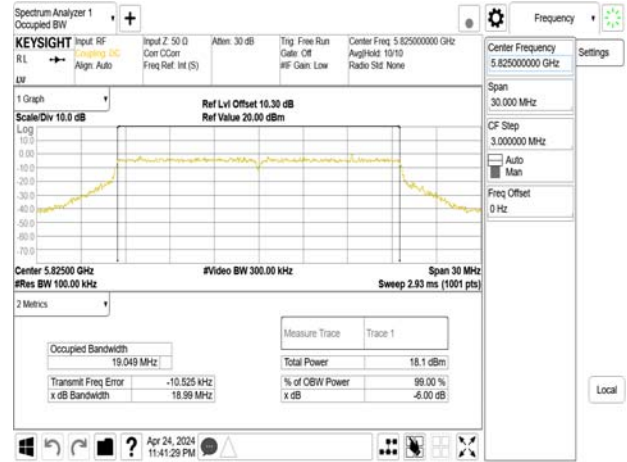 Spectrum Analyzer 1
Occupied BW
Frequency
KEYSIGHT
Input: RF
Coupling: DC
Align: Auto
Input Z: 50 Ω
Corr CCorr
Freq Ref: Int (S)
Atten: 30 dB
Trig: Free Run
Gate: Off
#IF Gain: Low
Center Freq: 5.825000000 GHz
Avg|Hold: 10/10
Radio Std: None
RL
Center Frequency
5.825000000 GHz
Settings
Span
30.000 MHz
CF Step
3.000000 MHz
Auto
Man
Freq Offset
0 Hz
Local
1 Graph
Scale/Div 10.0 dB
Ref Lvl Offset 10.30 dB
Ref Value 20.00 dBm
Log
10.0
0.00
-10.0
-20.0
-30.0
-40.0
-50.0
-60.0
-70.0
Center 5.82500 GHz
#Res BW 100.00 kHz
#Video BW 300.00 kHz
Span 30 MHz
Sweep 2.93 ms (1001 pts)
2 Metrics
Measure Trace Trace 1
Occupied Bandwidth
19.049 MHz
Total Power 18.1 dBm
Transmit Freq Error -10.525 kHz
% of OBW Power 99.00 %
x dB Bandwidth 18.99 MHz
x dB -6.00 dB
Apr 24, 2024
11:41:29 PM